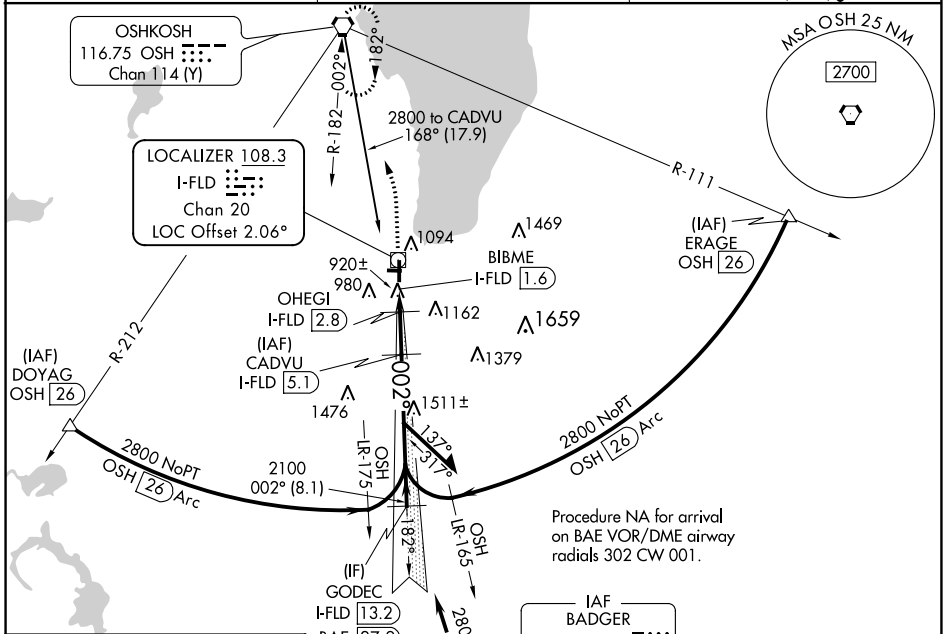 OSHKOSH
116.75 OSH
Chan 114 (Y)
MSA OSH 25 NM
2700
R-182
002°
182°
2800 to CADVU
168° (17.9)
R-111
LOCALIZER 108.3
I-FLD
Chan 20
LOC Offset 2.06°
(IAF)
ERAGE
OSH 26
1094
1469
920±
980
BIBME
I-FLD 1.6
OHEGI
I-FLD 2.8
1162
1659
R-212
(IAF)
CADVU
I-FLD 5.1
1379
(IAF)
DOYAG
OSH 26
002°
1476
1511±
2800 NoPT
OSH 26 Arc
2800 NoPT
OSH 26 Arc
137°
317°
OSH
LR-175
2100
002° (8.1)
182°
OSH
LR-165
Procedure NA for arrival
on BAE VOR/DME airway
radials 302 CW 001.
(IF)
GODEC
I-FLD 13.2
280
IAF
BADGER